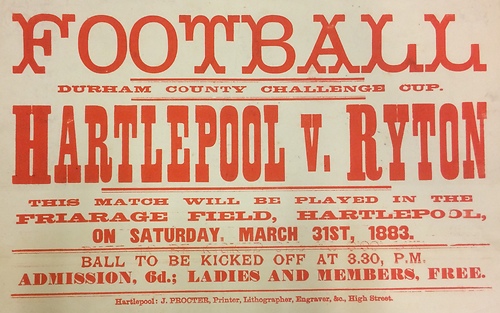 FOOTBALL
DURHAM COUNTY CHALLENGE CUP.
HARTLEPOOL V. RYTON
THIS MATCH WILL BE PLAYED IN THE
FRIARAGE FIELD, HARTLEPOOL,
ON SATURDAY, MARCH 31ST, 1883.
BALL TO BE KICKED OFF AT 3.30, P.M.
ADMISSION, 6d.; LADIES AND MEMBERS, FREE.
Hartlepool: J. PROCTER, Printer, Lithographer, Engraver, &c., High Street.